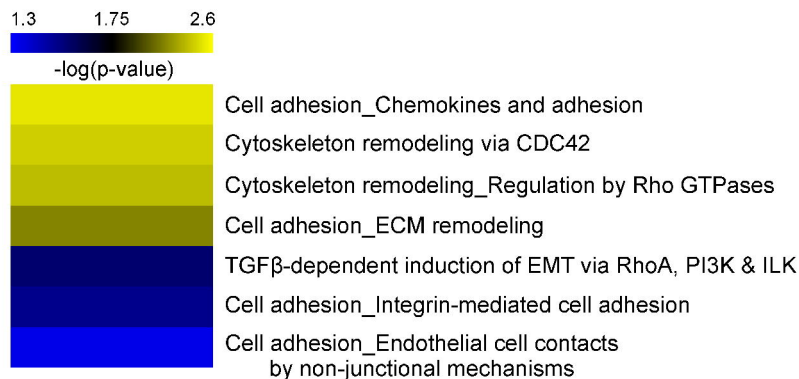 1.3 1.75 2.6
-log(p-value)
Cell adhesion_Chemokines and adhesion
Cytoskeleton remodeling via CDC42
Cytoskeleton remodeling_Regulation by Rho GTPases
Cell adhesion_ECM remodeling
TGFβ-dependent induction of EMT via RhoA, PI3K & ILK
Cell adhesion_Integrin-mediated cell adhesion
Cell adhesion_Endothelial cell contacts
by non-junctional mechanisms